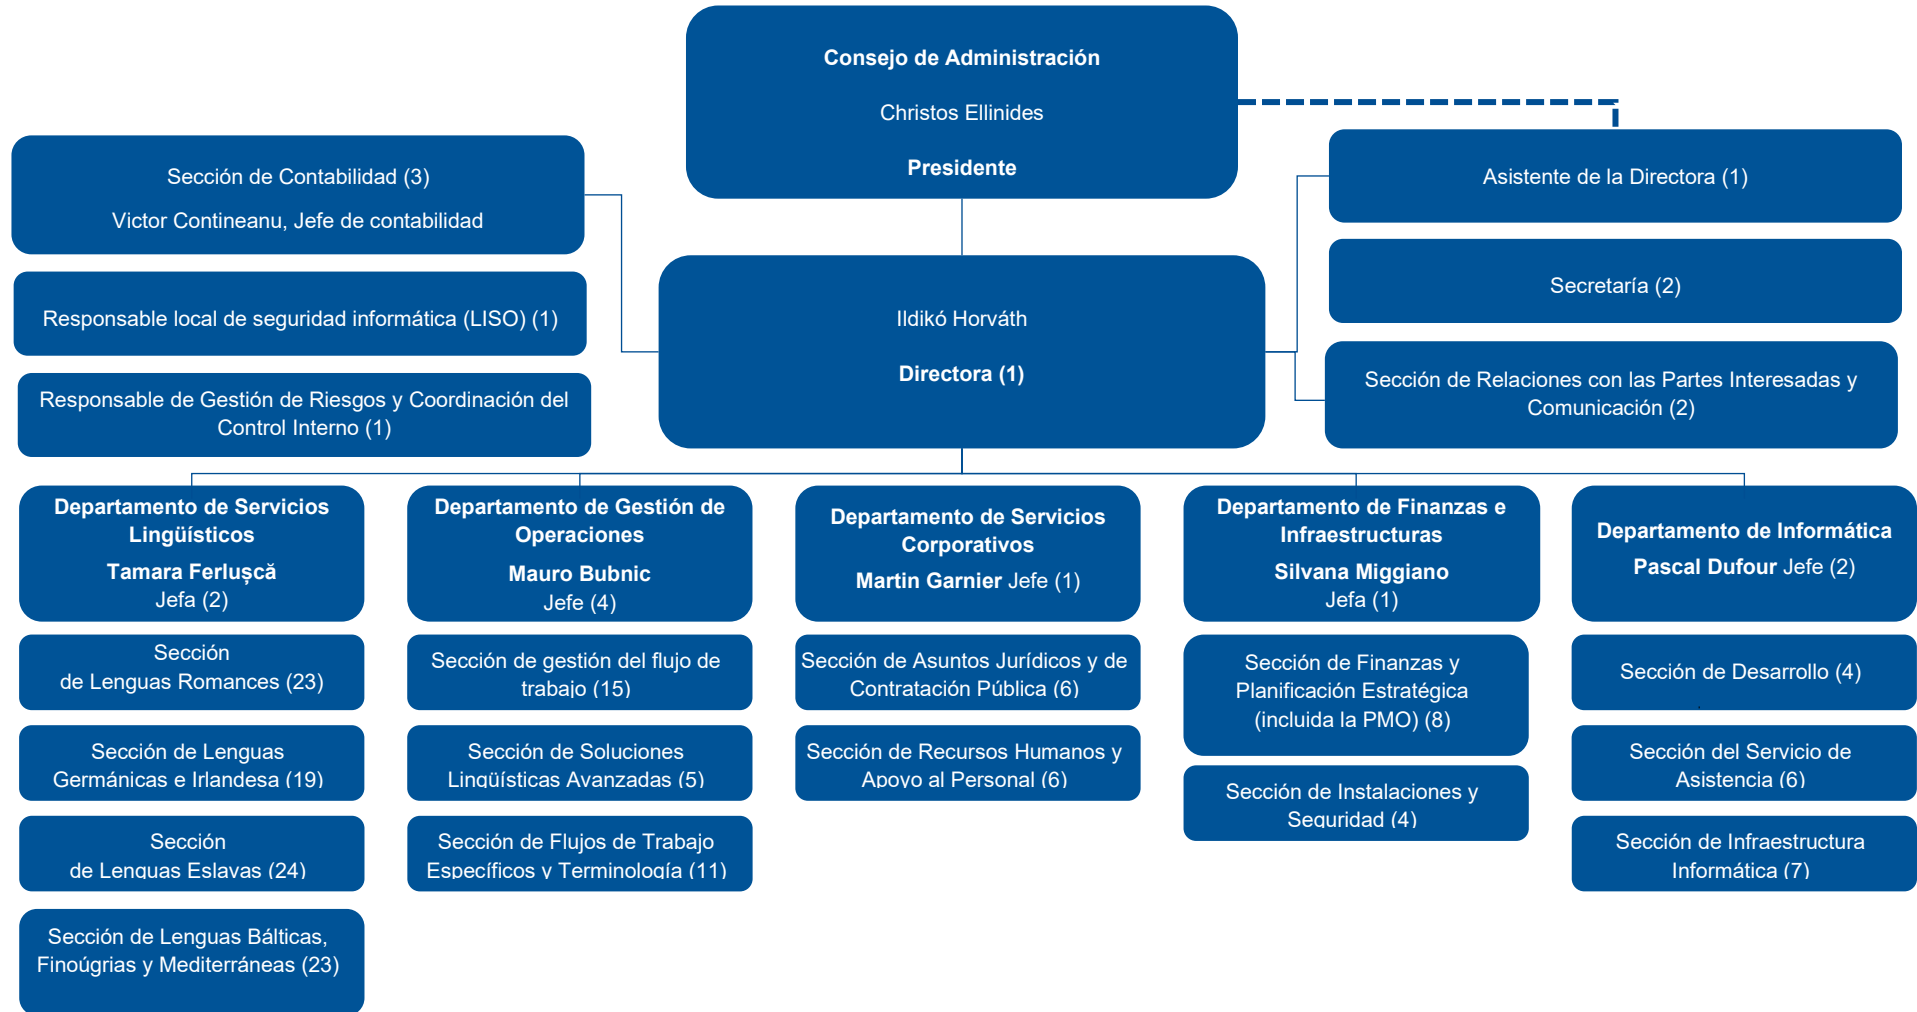 Consejo de Administración
Christos Ellinides
Presidente
Sección de Contabilidad (3)
Victor Contineanu, Jefe de contabilidad
Responsable local de seguridad informática (LISO) (1)
Responsable de Gestión de Riesgos y Coordinación del
Control Interno (1)
Ildikó Horváth
Directora (1)
Asistente de la Directora (1)
Secretaría (2)
Sección de Relaciones con las Partes Interesadas y
Comunicación (2)
Departamento de Servicios
Lingüísticos
Tamara Ferlușcă
Jefa (2)
Sección
de Lenguas Romances (23)
Sección de Lenguas
Germánicas e Irlandesa (19)
Sección
de Lenguas Eslavas (24)
Sección de Lenguas Bálticas,
Finoúgrias y Mediterráneas (23)
Departamento de Gestión de
Operaciones
Mauro Bubnic
Jefe (4)
Sección de gestión del flujo de
trabajo (15)
Sección de Soluciones
Lingüísticas Avanzadas (5)
Sección de Flujos de Trabajo
Específicos y Terminología (11)
Departamento de Servicios
Corporativos
Martin Garnier Jefe (1)
Sección de Asuntos Jurídicos y de
Contratación Pública (6)
Sección de Recursos Humanos y
Apoyo al Personal (6)
Departamento de Finanzas e
Infraestructuras
Silvana Miggiano
Jefa (1)
Sección de Finanzas y
Planificación Estratégica
(incluida la PMO) (8)
Sección de Instalaciones y
Seguridad (4)
Departamento de Informática
Pascal Dufour Jefe (2)
Sección de Desarrollo (4)
Sección del Servicio de
Asistencia (6)
Sección de Infraestructura
Informática (7)